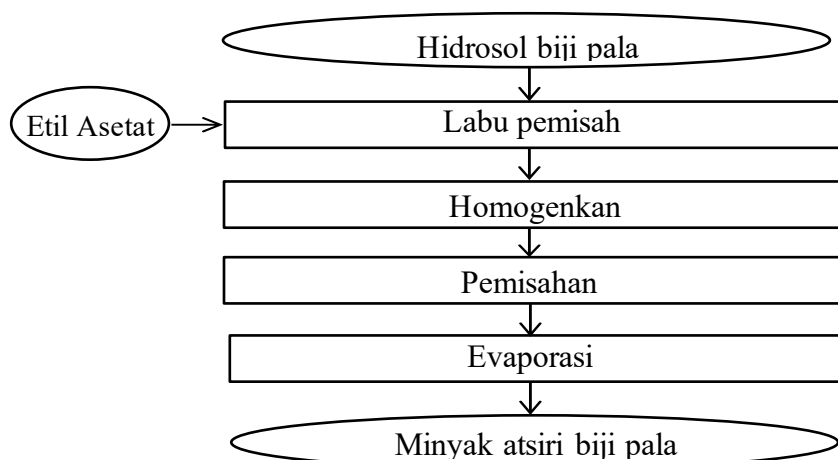 Hidrosol biji pala
Etil Asetat
Labu pemisah
Homogenkan
Pemisahan
Evaporasi
Minyak atsiri biji pala